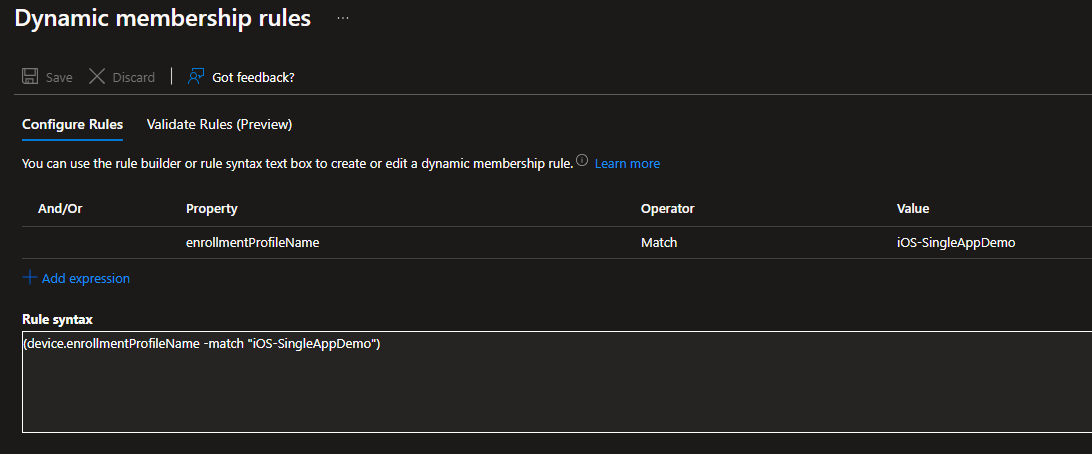 Dynamic membership rules ...
Save Discard | Got feedback?
Configure Rules Validate Rules (Preview)
You can use the rule builder or rule syntax text box to create or edit a dynamic membership rule. Learn more
And/Or Property Operator Value
enrollmentProfileName Match iOS-SingleAppDemo
+ Add expression
Rule syntax
(device.enrollmentProfileName -match "iOS-SingleAppDemo")